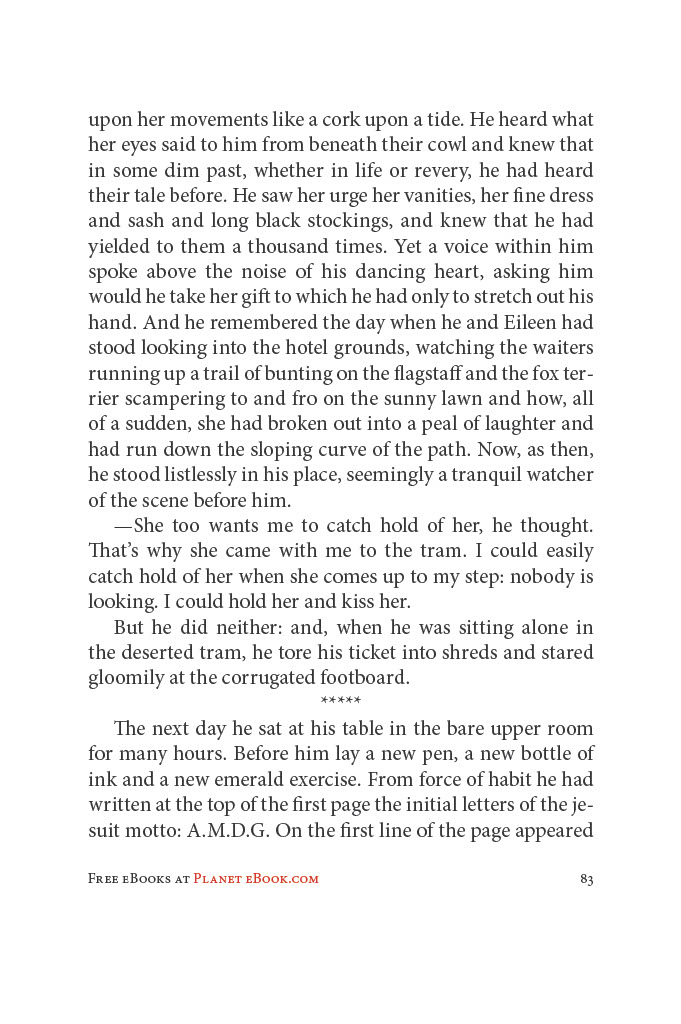 upon her movements like a cork upon a tide. He heard what
her eyes said to him from beneath their cowl and knew that
in some dim past, whether in life or revery, he had heard
their tale before. He saw her urge her vanities, her fine dress
and sash and long black stockings, and knew that he had
yielded to them a thousand times. Yet a voice within him
spoke above the noise of his dancing heart, asking him
would he take her gift to which he had only to stretch out his
hand. And he remembered the day when he and Eileen had
stood looking into the hotel grounds, watching the waiters
running up a trail of bunting on the flagstaff and the fox ter-
rier scampering to and fro on the sunny lawn and how, all
of a sudden, she had broken out into a peal of laughter and
had run down the sloping curve of the path. Now, as then,
he stood listlessly in his place, seemingly a tranquil watcher
of the scene before him.
—She too wants me to catch hold of her, he thought.
That’s why she came with me to the tram. I could easily
catch hold of her when she comes up to my step: nobody is
looking. I could hold her and kiss her.
But he did neither: and, when he was sitting alone in
the deserted tram, he tore his ticket into shreds and stared
gloomily at the corrugated footboard.
*****
The next day he sat at his table in the bare upper room
for many hours. Before him lay a new pen, a new bottle of
ink and a new emerald exercise. From force of habit he had
written at the top of the first page the initial letters of the je-
suit motto: A.M.D.G. On the first line of the page appeared
Free eBooks at Planet eBook.com 83